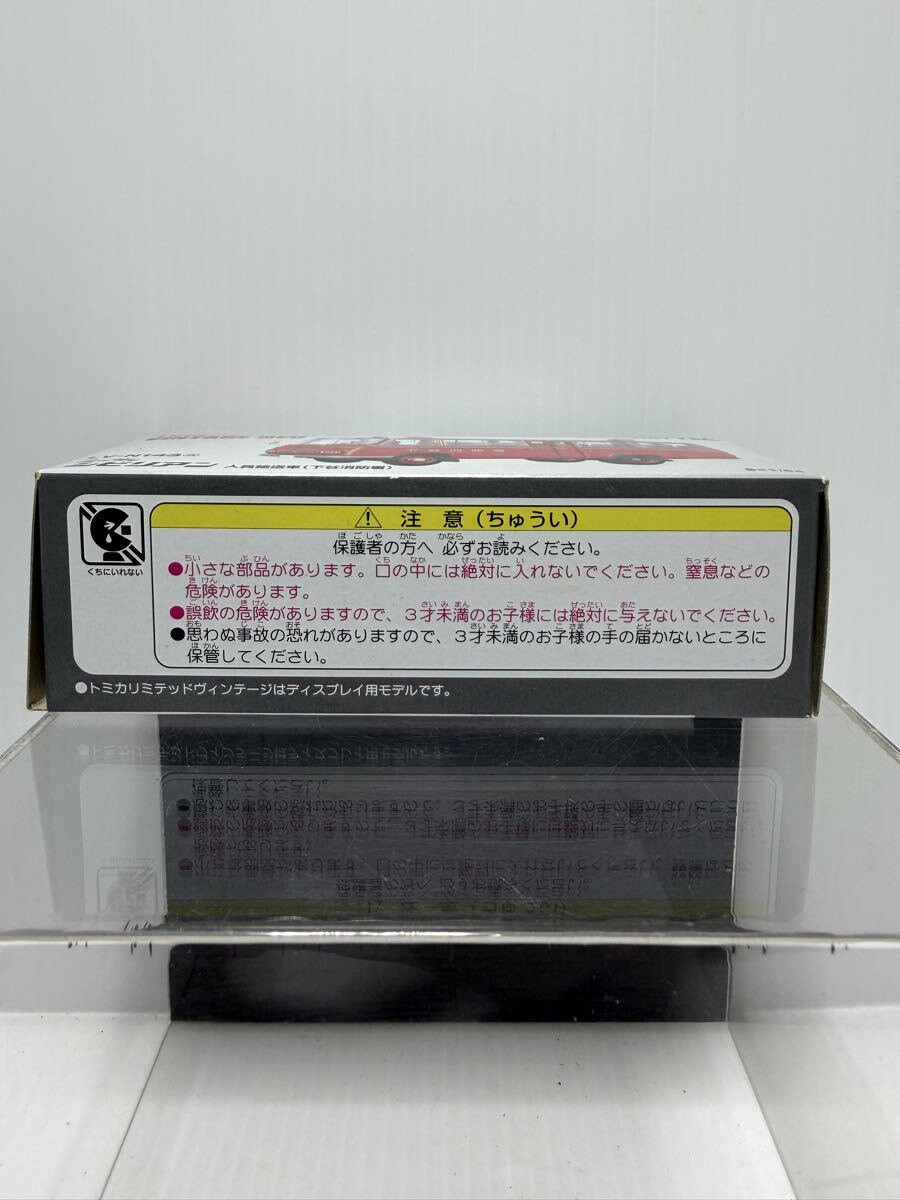 人員輸送車(下谷消防署)
くちにいれない
注 意(ちゅうい)
保護者の方へ 必ずお読みください。
●小さな部品があります。口の中には絶対に入れないでください。窒息などの
危険があります。
●誤飲の危険がありますので、3才未満のお子様には絶対に与えないでください。
●思わぬ事故の恐れがありますので、3才未満のお子様の手の届かないところに
保管してください。
●トミカリミテッドヴィンテージはディスプレイ用モデルです。